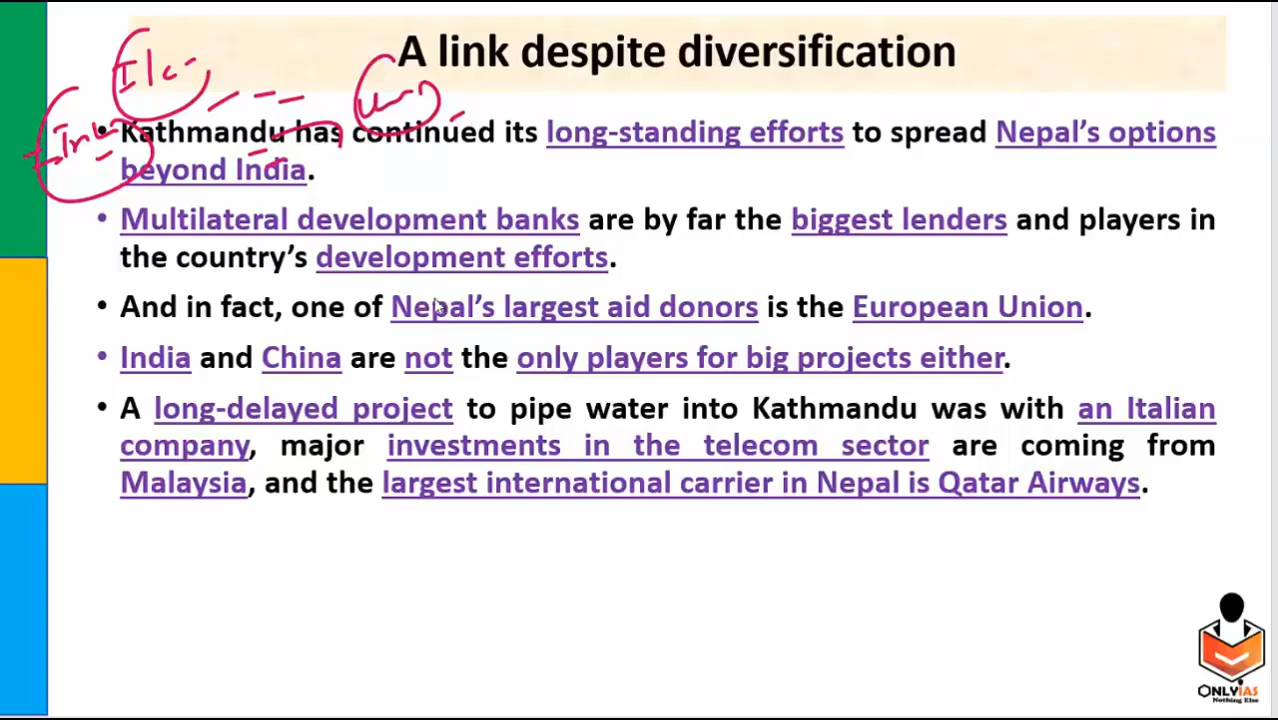 A link despite diversification
• Kathmandu has continued its long-standing efforts to spread Nepal's options
beyond India.
• Multilateral development banks are by far the biggest lenders and players in
the country's development efforts.
• And in fact, one of Nepal's largest aid donors is the European Union.
• India and China are not the only players for big projects either.
• A long-delayed project to pipe water into Kathmandu was with an Italian
company, major investments in the telecom sector are coming from
Malaysia, and the largest international carrier in Nepal is Qatar Airways.
ONLYIAS
Nothing Else